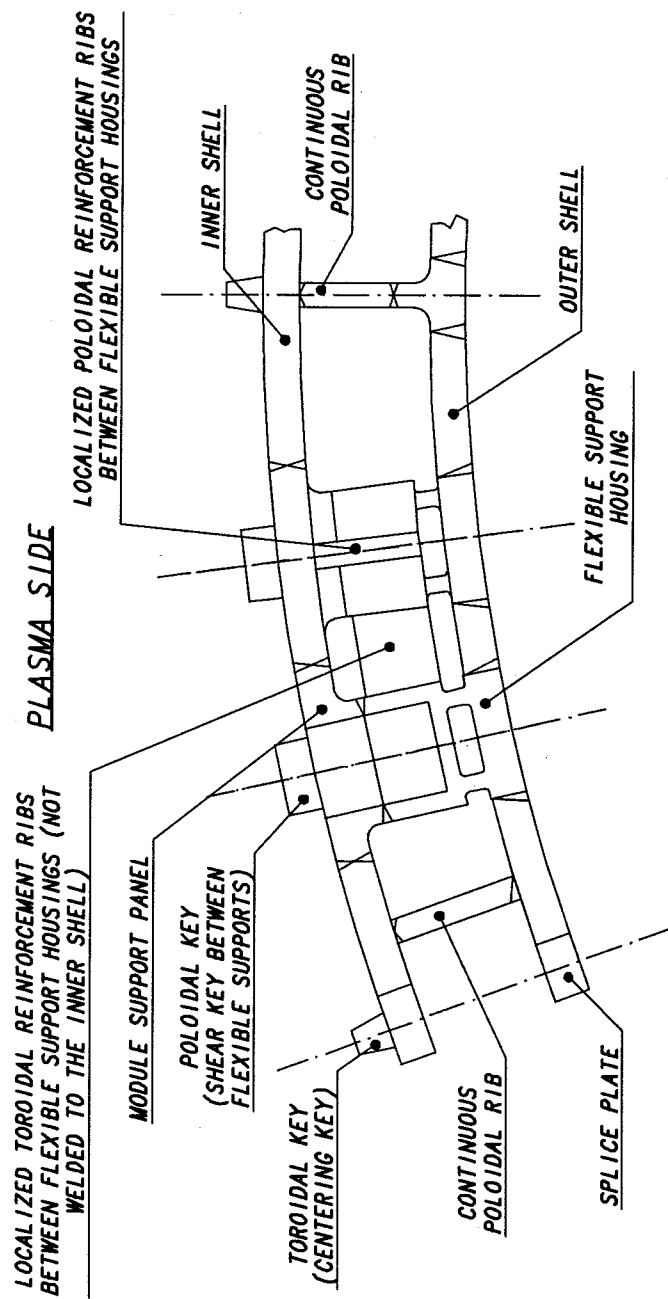 LOCALIZED TOROIDAL REINFORCEMENT RIBS
BETWEEN FLEXIBLE SUPPORT HOUSINGS (NOT
WELDED TO THE INNER SHELL)
PLASMA SIDE
LOCALIZED POLOIDAL REINFORCEMENT RIBS
BETWEEN FLEXIBLE SUPPORT HOUSINGS
MODULE SUPPORT PANEL
INNER SHELL
POLOIDAL KEY
(SHEAR KEY BETWEEN
FLEXIBLE SUPPORTS)
CONTINUOUS
POLOIDAL RIB
TOROIDAL KEY
(CENTERING KEY)
CONTINUOUS
POLOIDAL RIB
SPLICE PLATE
FLEXIBLE SUPPORT
HOUSING
OUTER SHELL